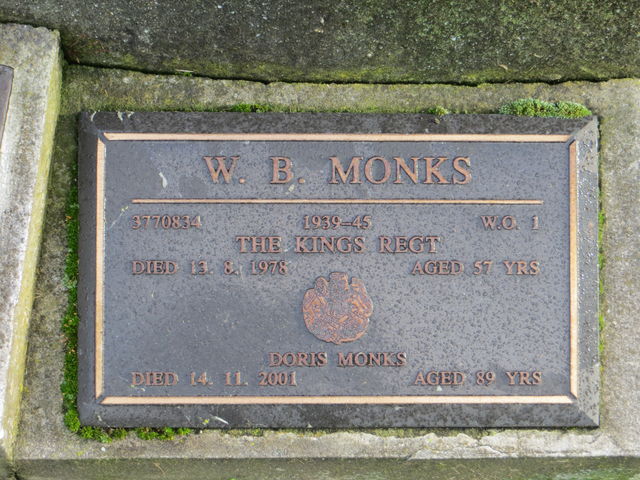 W. B. MONKS
3770834 1939-45 W.O. 1
THE KINGS REGT
DIED 13. 8. 1978 AGED 57 YRS
DORIS MONKS
DIED 14. 11. 2001 AGED 89 YRS